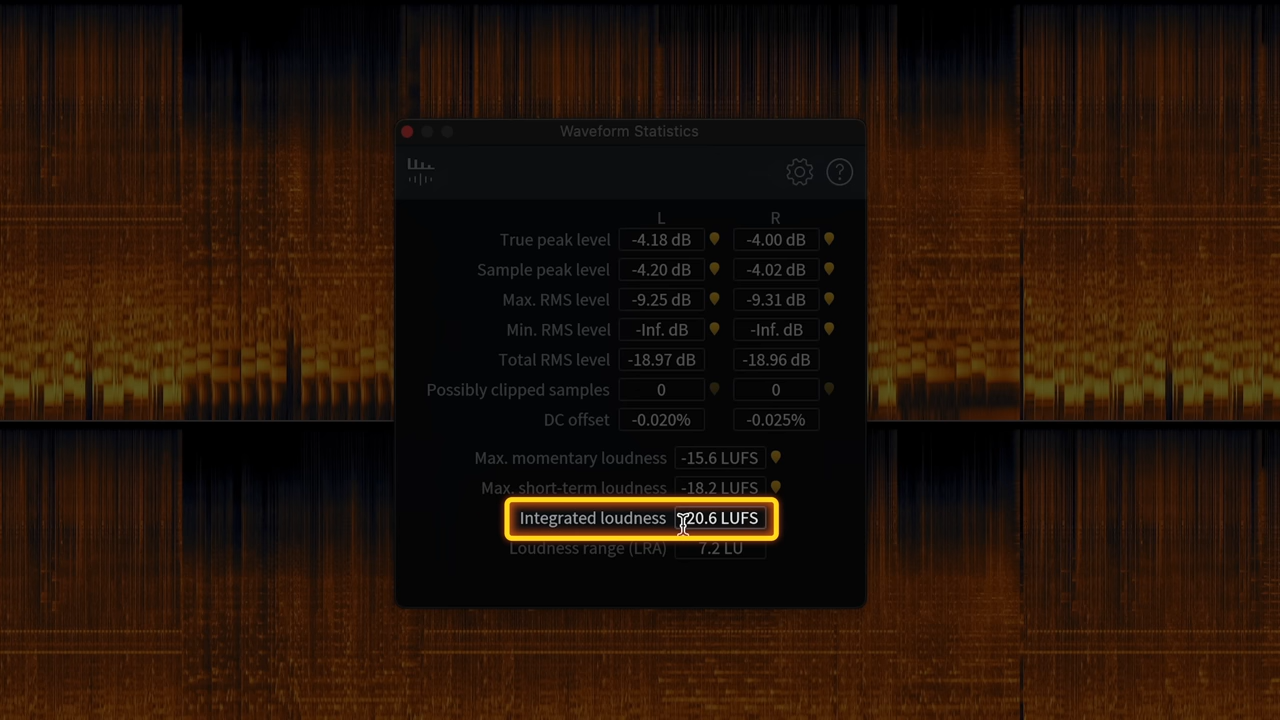 Waveform Statistics
?
L R
True peak level -4.18 dB -4.00 dB
Sample peak level -4.20 dB -4.02 dB
Max. RMS level -9.25 dB -9.31 dB
Min. RMS level -Inf. dB -Inf. dB
Total RMS level -18.97 dB -18.96 dB
Possibly clipped samples 0 0
DC offset -0.020% -0.025%
Max. momentary loudness -15.6 LUFS
Max. short-term loudness -18.2 LUFS
Integrated loudness 20.6 LUFS
Loudness range (LRA) 7.2 LU